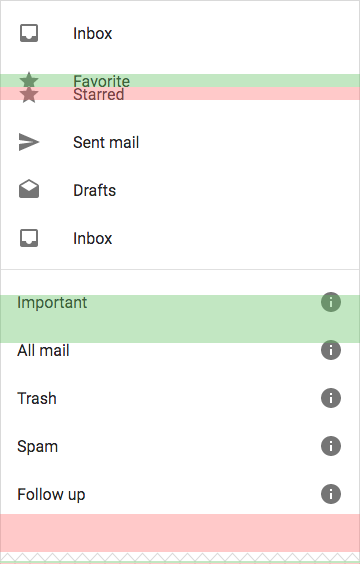 Inbox
Favorite
Starred
Sent mail
Drafts
Inbox
Important
All mail
Trash
Spam
Follow up